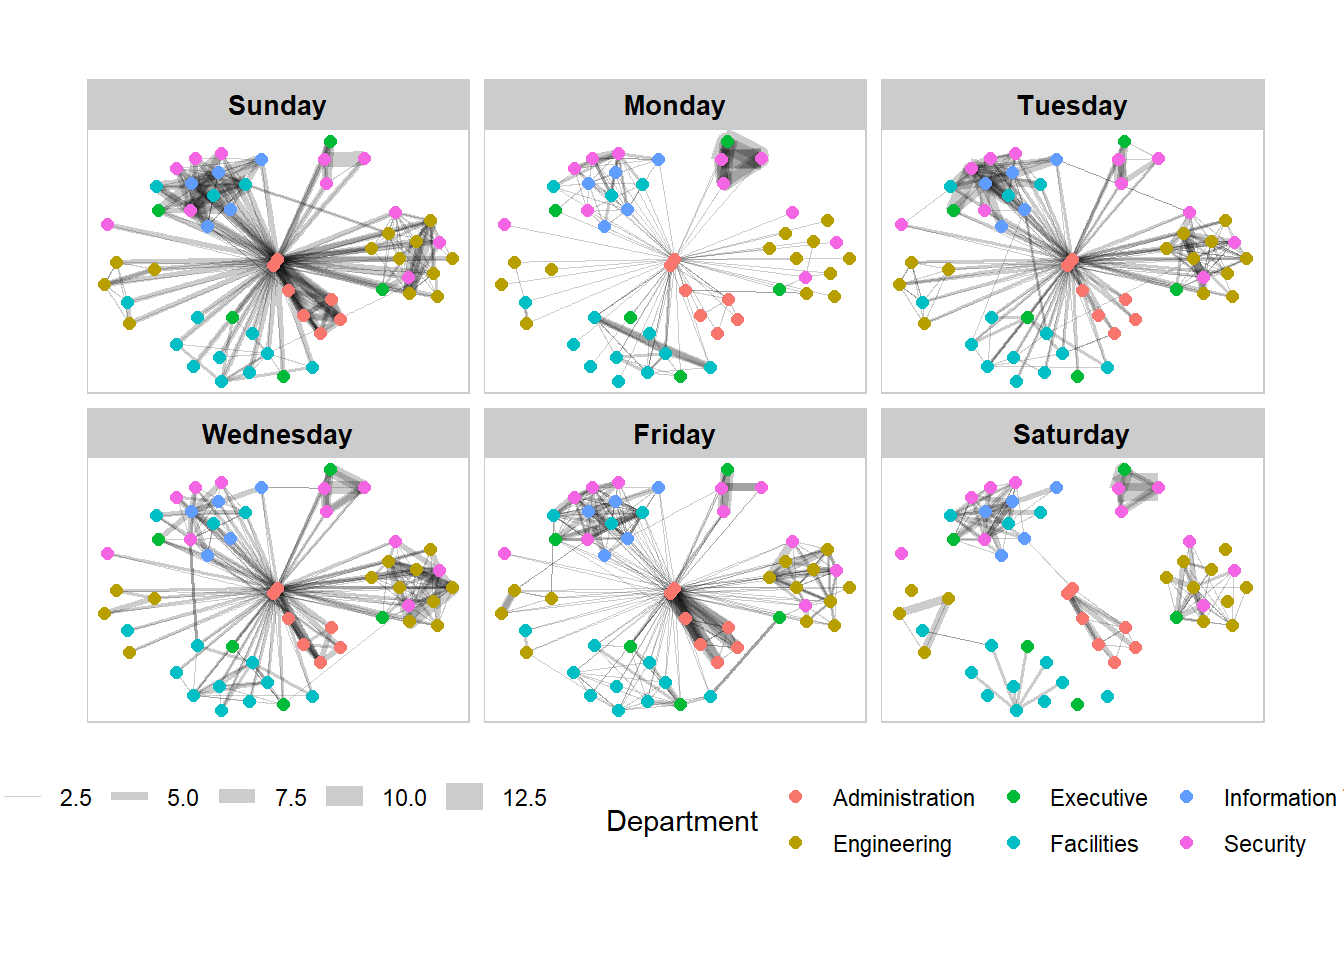 Sunday Monday Tuesday
Wednesday Friday Saturday
2.5 5.0 7.5 10.0 12.5
Department
Administration Executive Information
Engineering Facilities Security